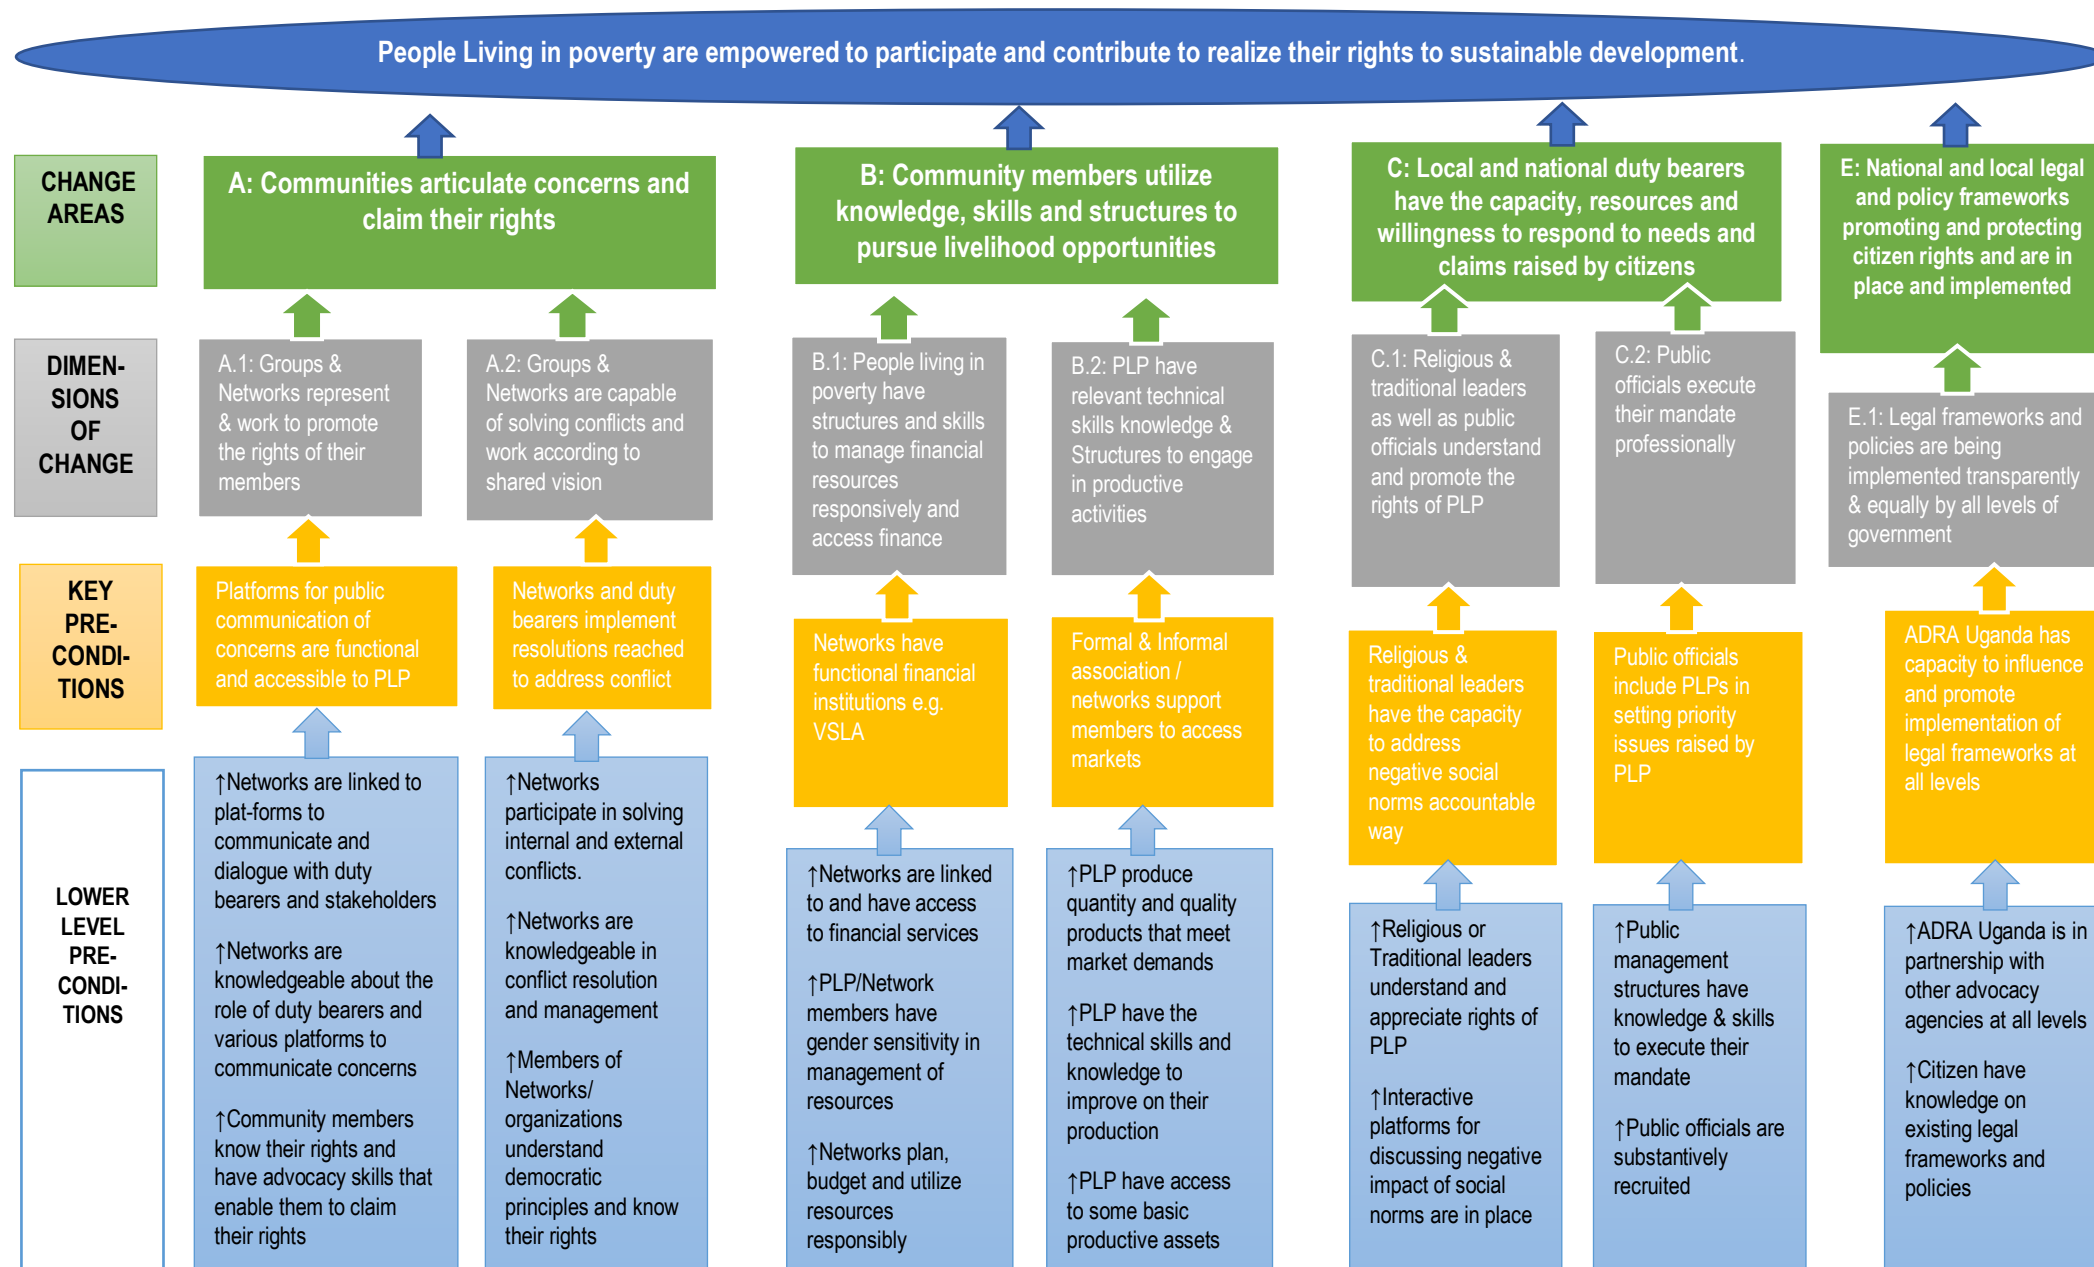 People Living in poverty are empowered to participate and contribute to realize their rights to sustainable development.
CHANGE
AREAS
A: Communities articulate concerns and
claim their rights
B: Community members utilize
knowledge, skills and structures to
pursue livelihood opportunities
C: Local and national duty bearers
have the capacity, resources and
willingness to respond to needs and
claims raised by citizens
E: National and local legal
and policy frameworks
promoting and protecting
citizen rights and are in
place and implemented
DIMEN-
SIONS
OF
CHANGE
A.1: Groups &
Networks represent
& work to promote
the rights of their
members
A.2: Groups &
Networks are capable
of solving conflicts and
work according to
shared vision
B.1: People living in
poverty have
structures and skills
to manage financial
resources
responsively and
access finance
B.2: PLP have
relevant technical
skills knowledge &
Structures to engage
in productive
activities
C.1: Religious &
traditional leaders
as well as public
officials understand
and promote the
rights of PLP
C.2: Public
officials execute
their mandate
professionally
E.1: Legal frameworks and
policies are being
implemented transparently
& equally by all levels of
government
KEY
PRE-
CONDI-
TIONS
Platforms for public
communication of
concerns are functional
and accessible to PLP
Networks and duty
bearers implement
resolutions reached
to address conflict
Networks have
functional financial
institutions e.g.
VSLA
Formal & Informal
association /
networks support
members to access
markets
Religious &
traditional leaders
have the capacity
to address
negative social
norms accountable
way
Public officials
include PLPs in
setting priority
issues raised by
PLP
ADRA Uganda has
capacity to influence
and promote
implementation of
legal frameworks at
all levels
LOWER
LEVEL
PRE-
CONDI-
TIONS
↑Networks are linked to
plat-forms to
communicate and
dialogue with duty
bearers and stakeholders
↑Networks are
knowledgeable about the
role of duty bearers and
various platforms to
communicate concerns
↑Community members
know their rights and
have advocacy skills that
enable them to claim
their rights
↑Networks
participate in solving
internal and external
conflicts.
↑Networks are
knowledgeable in
conflict resolution
and management
↑Members of
Networks/
organizations
understand
democratic
principles and know
their rights
↑Networks are linked
to and have access
to financial services
↑PLP/Network
members have
gender sensitivity in
management of
resources
↑Networks plan,
budget and utilize
resources
responsibly
↑PLP produce
quantity and quality
products that meet
market demands
↑PLP have the
technical skills and
knowledge to
improve on their
production
↑PLP have access
to some basic
productive assets
↑Religious or
Traditional leaders
understand and
appreciate rights of
PLP
↑Interactive
platforms for
discussing negative
impact of social
norms are in place
↑Public
management
structures have
knowledge & skills
to execute their
mandate
↑Public officials are
substantively
recruited
↑ADRA Uganda is in
partnership with
other advocacy
agencies at all levels
↑Citizen have
knowledge on
existing legal
frameworks and
policies